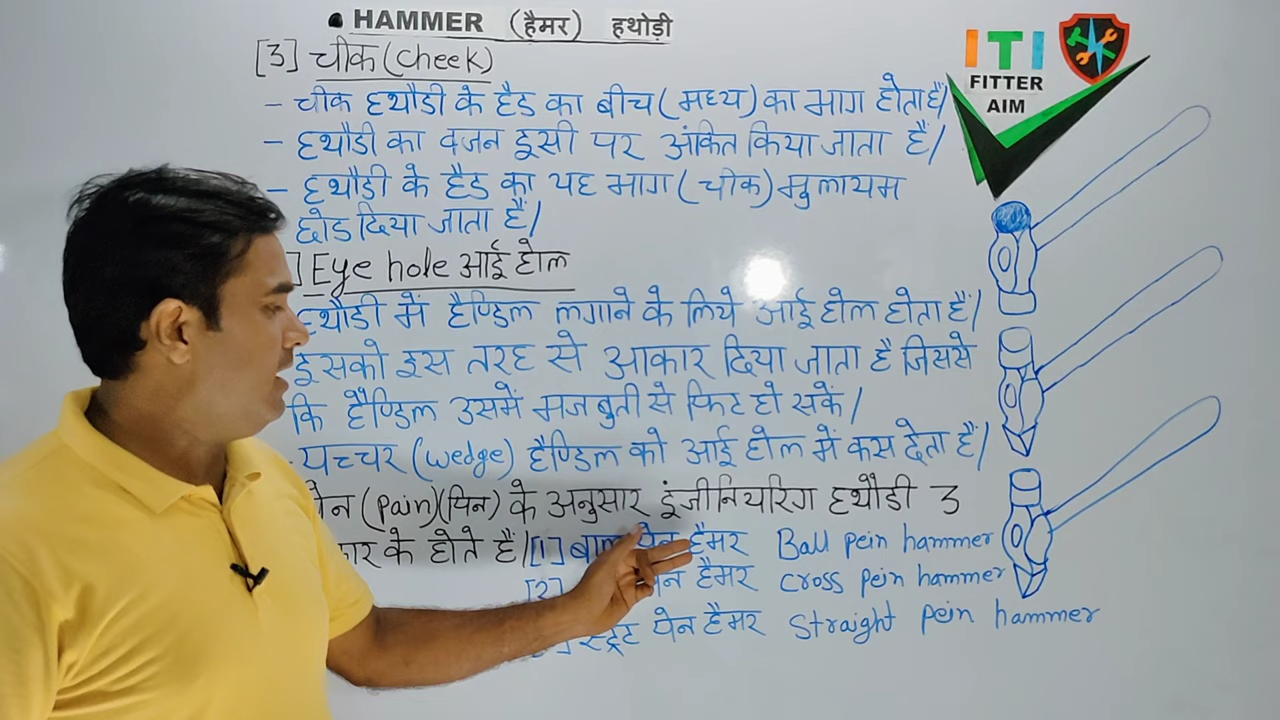 ● HAMMER (हैमर) हथोड़ी
[3] चीक (Cheek)
- चीक हथौडी के हैड का बीच (मध्य) का भाग होता हैं/
- हथौडी का वजन इसी पर अंकित किया जाता हैं/
- हथौडी के हैड का यह भाग (चीक) मुलायम
छोड दिया जाता हैं/
] Eye hole आई होल
हथौडी में हैण्डिल लगाने के लिये आई होल होता हैं/
इसको इस तरह से आकार दिया जाता है जिससे
कि हैण्डिल उसमें मजबुती से फिट हो सकें/
- पच्चर (wedge) हैण्डिल को आई होल में कस देता हैं/
पेन (pain) (पिन) के अनुसार इंजीनियरिंग हथौडी 3
कार के होते हैं/ [1] बाल पेन हैमर Ball pein hammer
[2] पेन हैमर Cross pein hammer
] स्ट्रेट पेन हैमर Straight pein hammer
ITI
FITTER
AIM